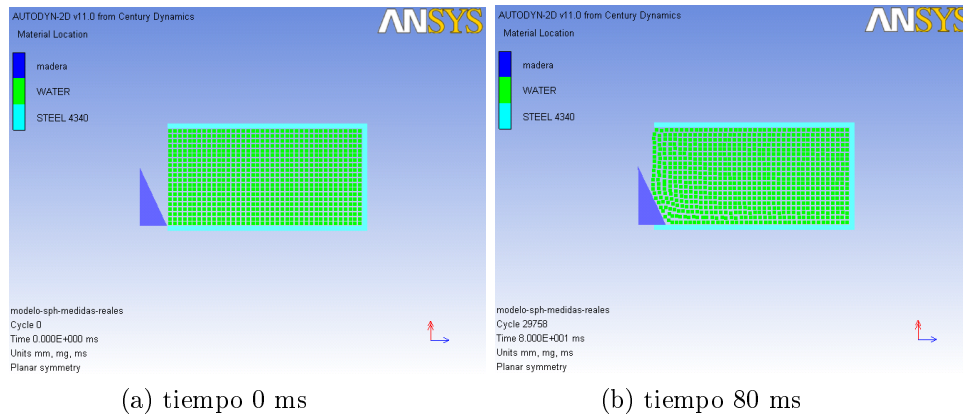 AUTODYN-2D v11.0 from Century Dynamics
ANSYS
Material Location
madera
WATER
STEEL 4340
modelo-sph-medidas-reales
Cycle 0
Time 0.000E+000 ms
Units mm, mg, ms
Planar symmetry
(a) tiempo 0 ms
AUTODYN-2D v11.0 from Century Dynamics
ANSYS
Material Location
madera
WATER
STEEL 4340
modelo-sph-medidas-reales
Cycle 29758
Time 8.000E+001 ms
Units mm, mg, ms
Planar symmetry
(b) tiempo 80 ms